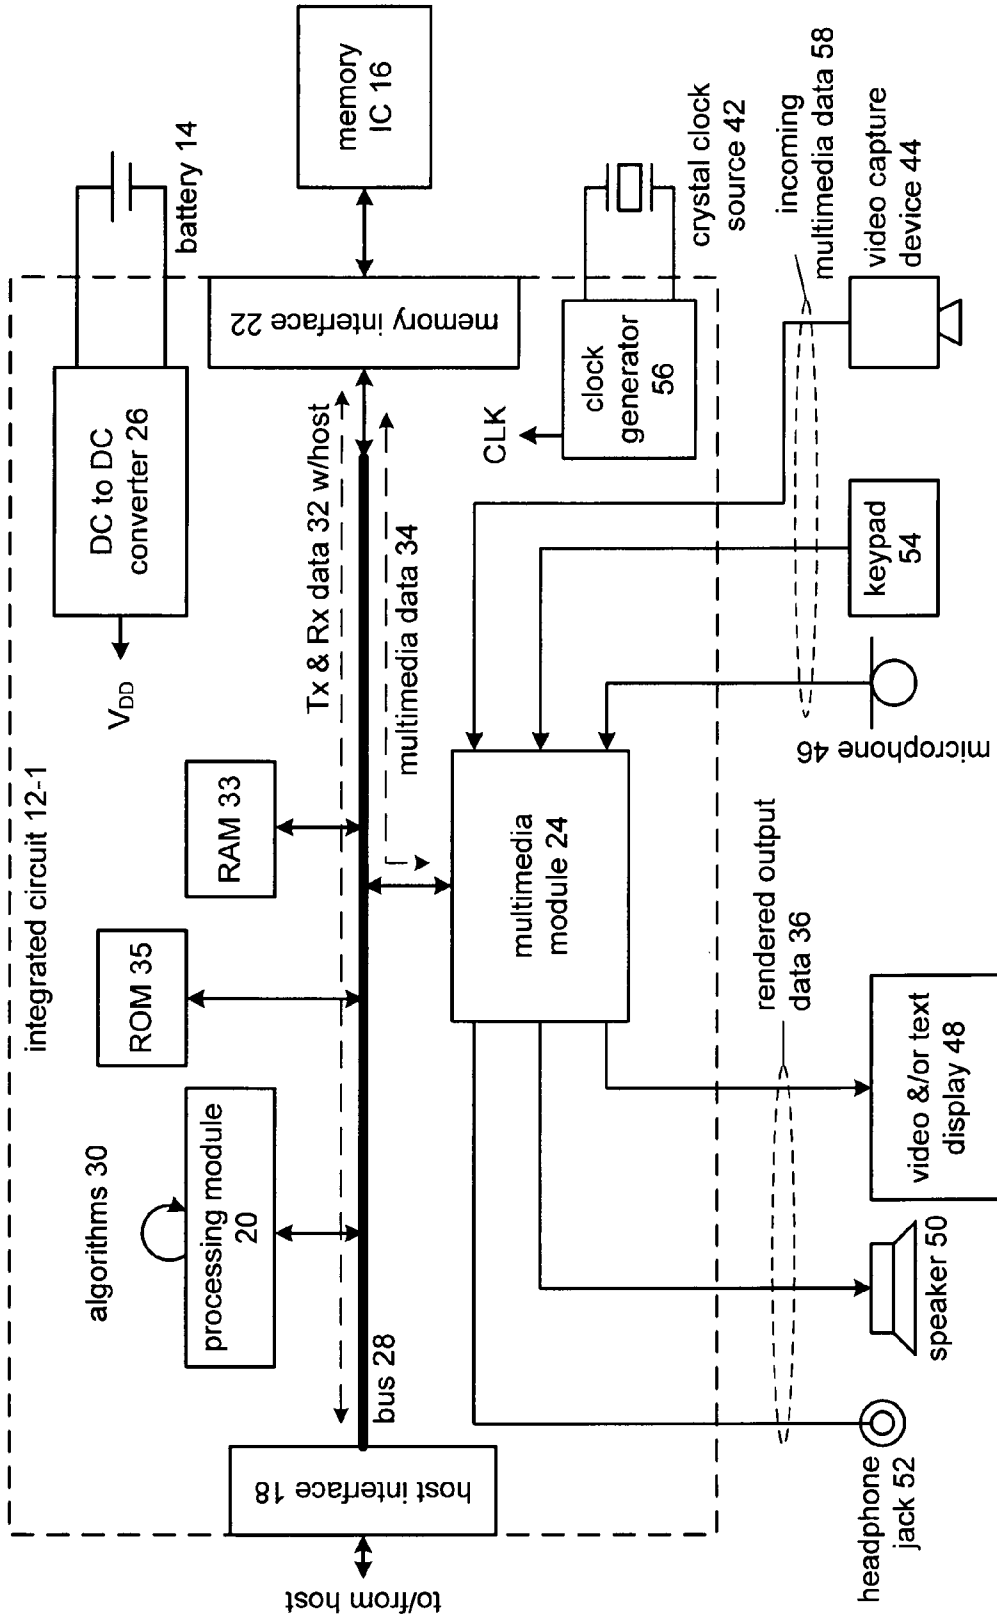 integrated circuit 12-1
DC to DC
converter 26
battery 14
VDD
algorithms 30
processing module
20
ROM 35
RAM 33
memory
IC 16
memory interface 22
host interface 18
to/from host
bus 28
Tx & Rx data 32 w/host
multimedia data 34
CLK
clock
generator
56
crystal clock
source 42
multimedia
module 24
rendered output
data 36
incoming
multimedia data 58
headphone
jack 52
speaker 50
video &/or text
display 48
microphone 46
keypad
54
video capture
device 44